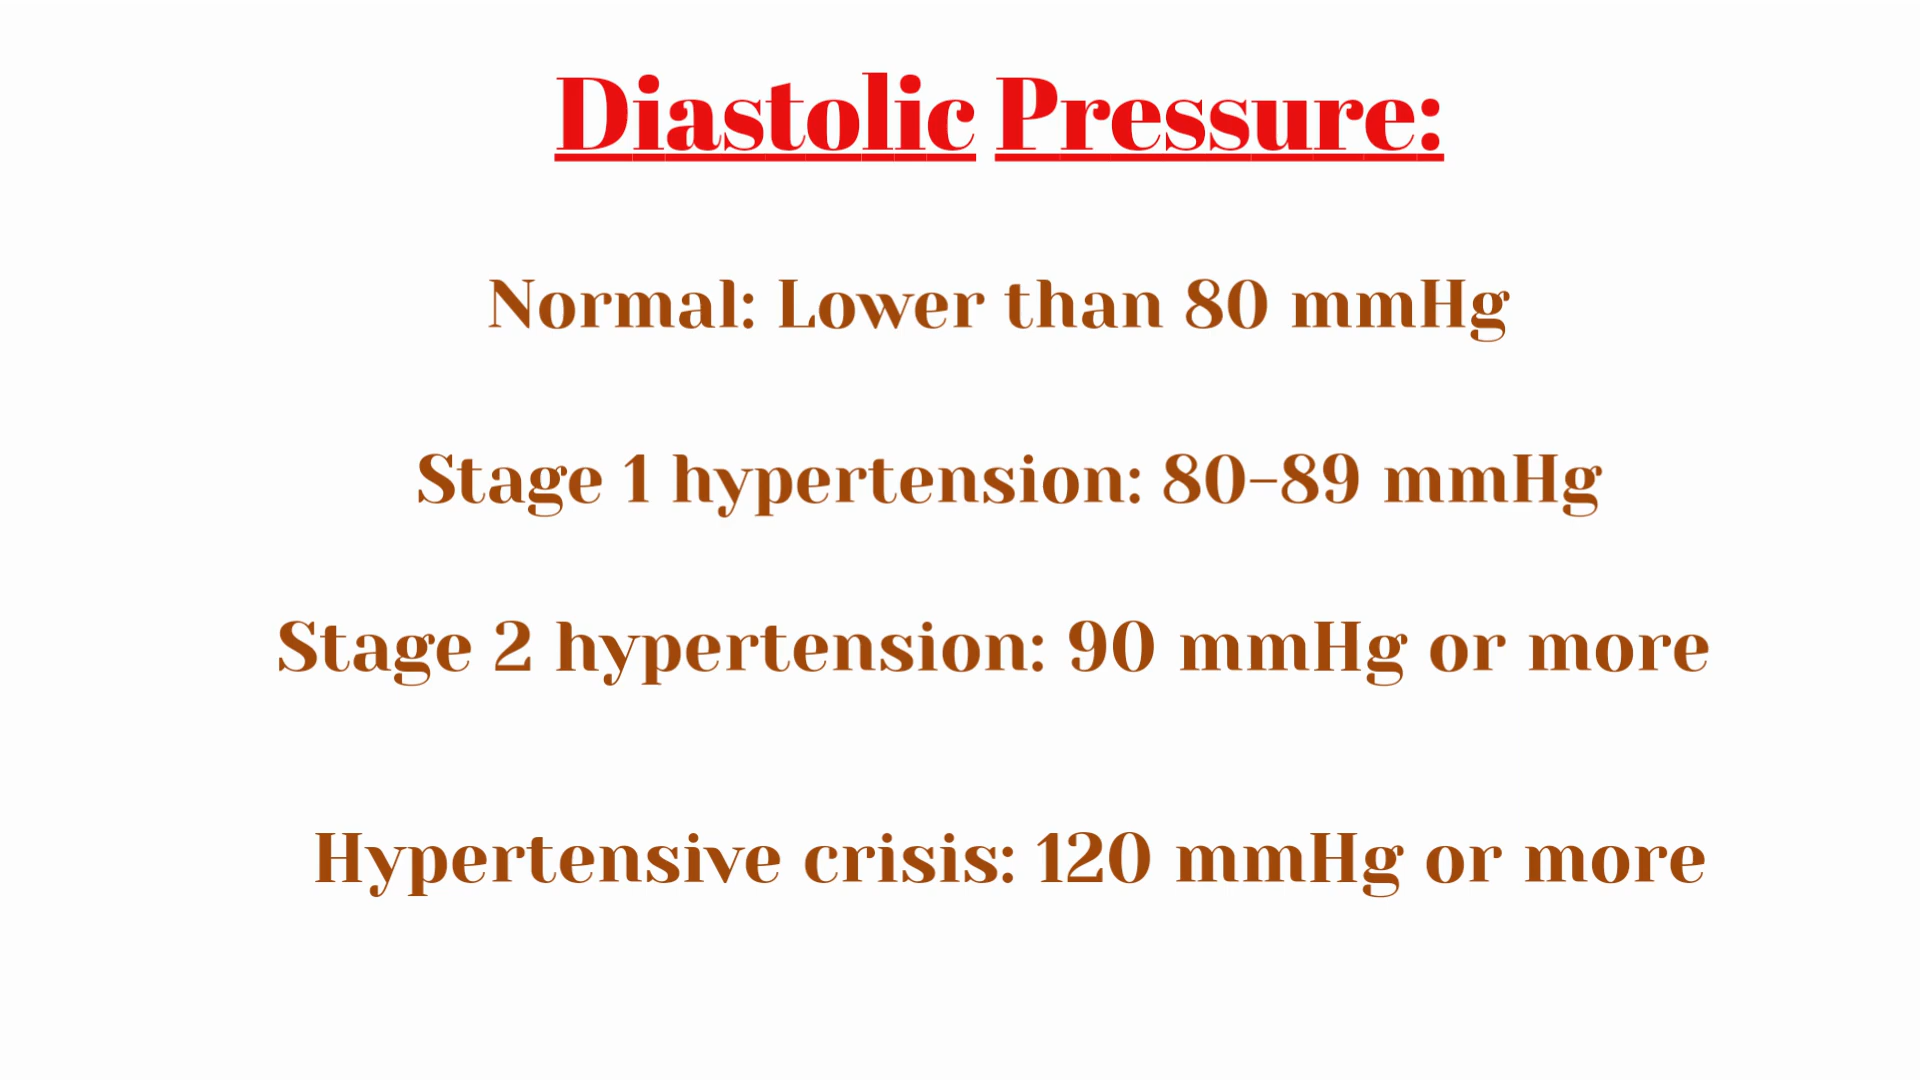 Diastolic Pressure:
Normal: Lower than 80 mmHg
Stage 1 hypertension: 80-89 mmHg
Stage 2 hypertension: 90 mmHg or more
Hypertensive crisis: 120 mmHg or more